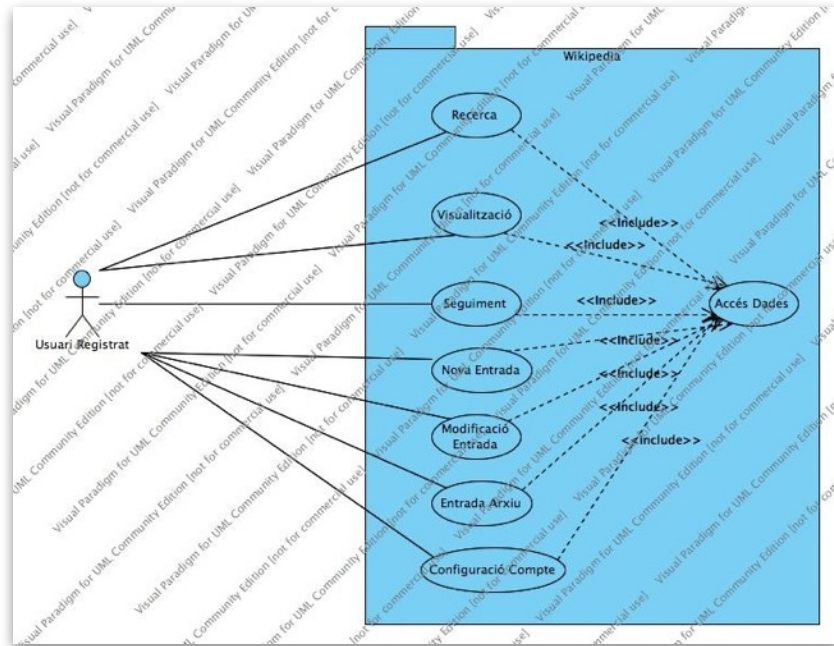 Wikipedia
Recerca
Visualització
<<Include>>
<<Include>>
Seguiment
<<Include>>
Accés Dades
Usuari Registrat
Nova Entrada
<<Include>>
<<Include>>
Modificació
Entrada
<<Include>>
<<include>>
Entrada Arxiu
Configuració Compte
Visual Paradigm for UML Community Edition [not for commercial use]